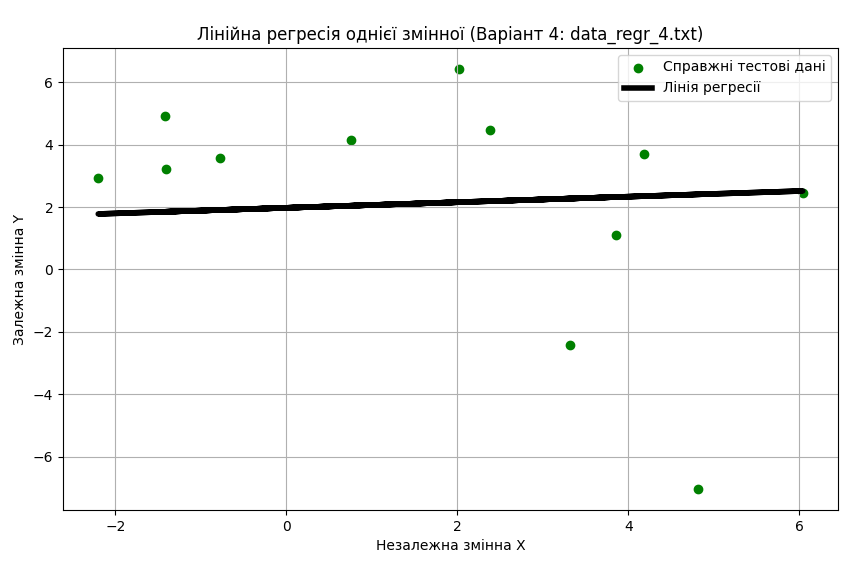 Лінійна регресія однієї змінної (Варіант 4: data_regr_4.txt)
Справжні тестові дані
Лінія регресії
Залежна змінна Y
6
4
2
0
−2
−4
−6
−2
0
2
4
6
Незалежна змінна X